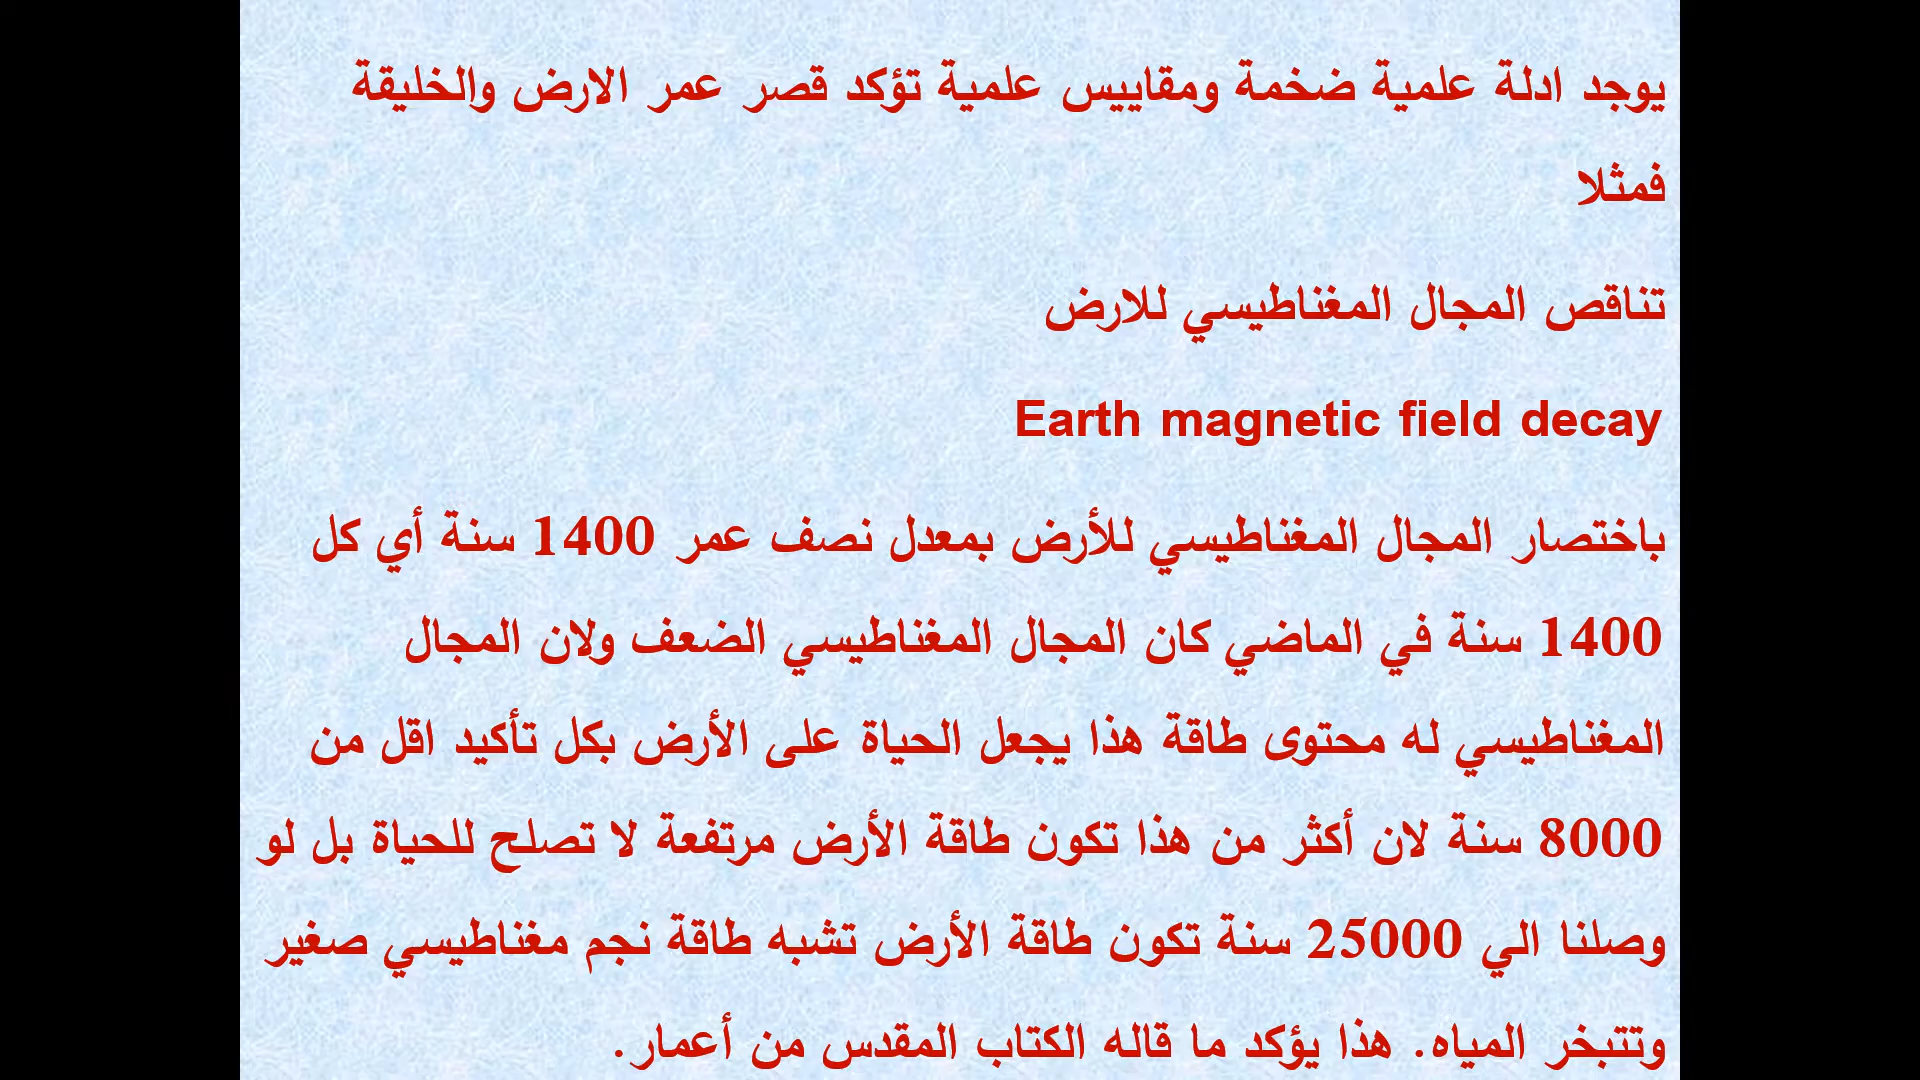 يوجد ادلة علمية ضخمة ومقاييس علمية تؤكد قصر عمر الارض والخليقة
فمثلا
تناقص المجال المغناطيسي للارض
Earth magnetic field decay
باختصار المجال المغناطيسي للأرض بمعدل نصف عمر 1400 سنة أي كل
1400 سنة في الماضي كان المجال المغناطيسي الضعف ولان المجال
المغناطيسي له محتوى طاقة هذا يجعل الحياة على الأرض بكل تأكيد اقل من
8000 سنة لان أكثر من هذا تكون طاقة الأرض مرتفعة لا تصلح للحياة بل لو
وصلنا الي 25000 سنة تكون طاقة الأرض تشبه طاقة نجم مغناطيسي صغير
وتتبخر المياه. هذا يؤكد ما قاله الكتاب المقدس من أعمار.